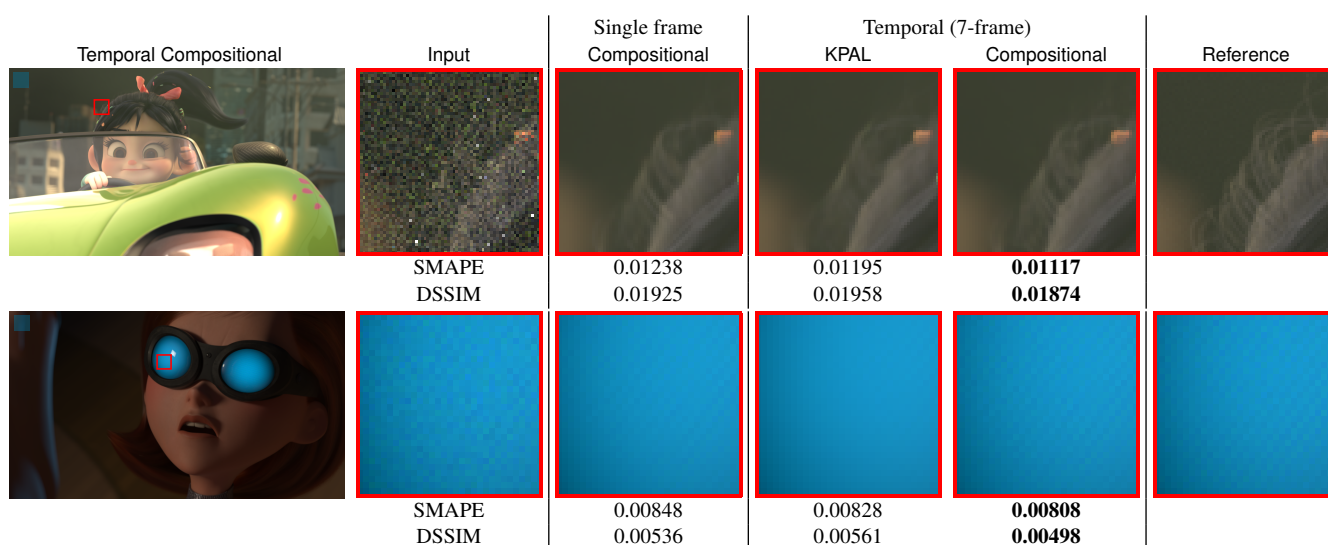 Single frame Temporal (7-frame)
Temporal Compositional Input Compositional KPAL Compositional Reference
SMAPE 0.01238 0.01195 0.01117
DSSIM 0.01925 0.01958 0.01874
SMAPE 0.00848 0.00828 0.00808
DSSIM 0.00536 0.00561 0.00498